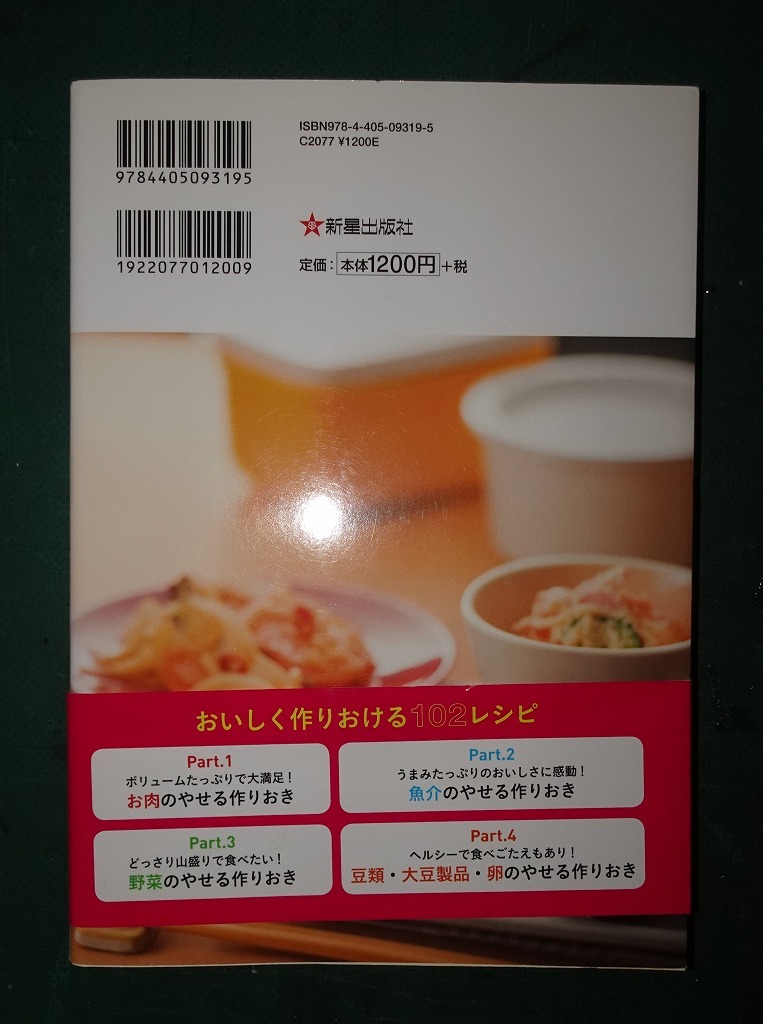 ISBN978-4-405-09319-5
C2077 ¥1200E
9784405093195
1922077012009
新星出版社
定価：本体1200円＋税
おいしく作りおける102レシピ
Part.1
ボリュームたっぷりで大満足！
お肉のやせる作りおき
Part.2
うまみたっぷりのおいしさに感動！
魚介のやせる作りおき
Part.3
どっさり山盛りで食べたい！
野菜のやせる作りおき
Part.4
ヘルシーで食べごたえもあり！
豆類・大豆製品・卵のやせる作りおき